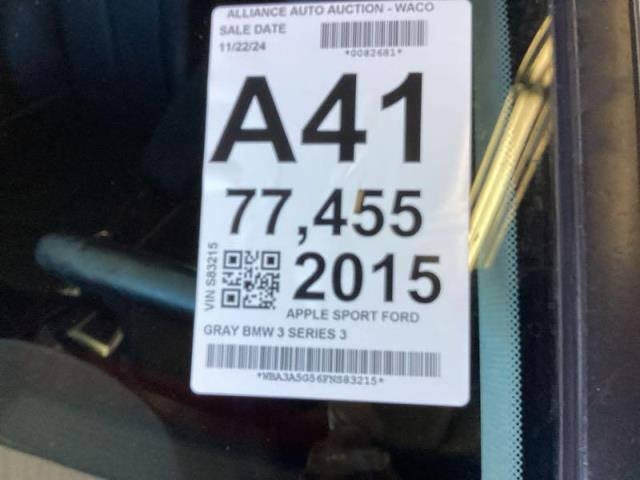 ALLIANCE AUTO AUCTION - WACO
SALE DATE
11/22/24
*0082681*
A41
77,455
2015
VIN S83215
APPLE SPORT FORD
GRAY BMW 3 SERIES 3
*WBA3A5G56FNS83215*